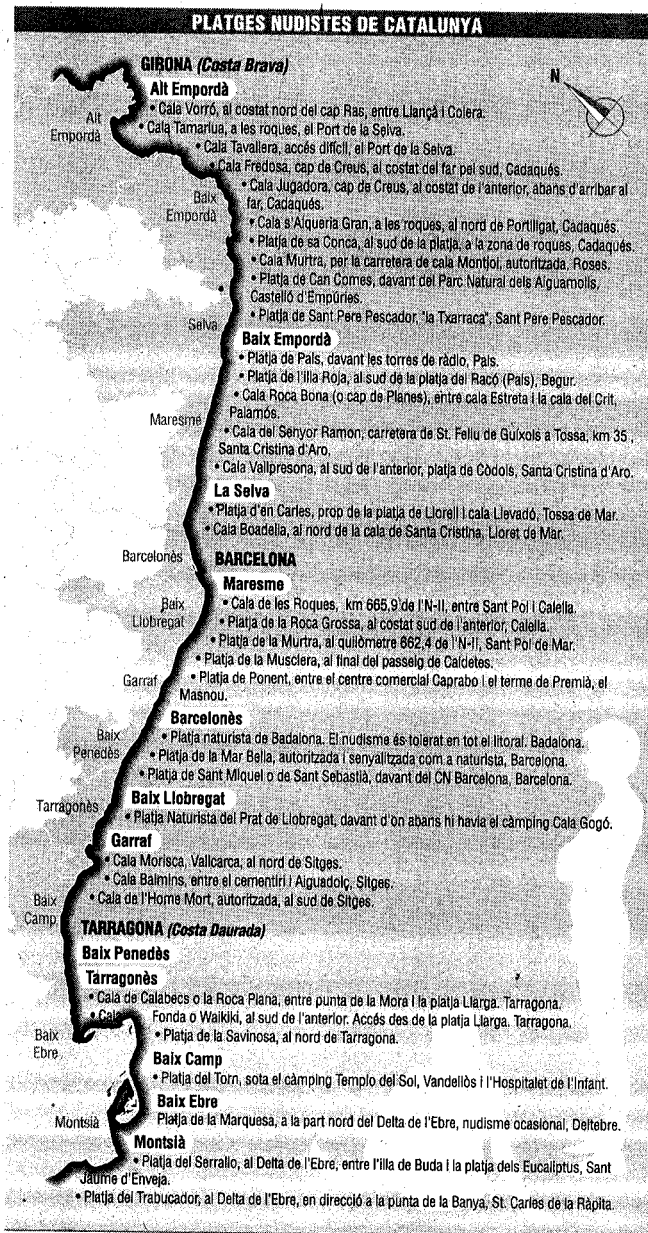 PLATGES NUDISTES DE CATALUNYA
GIRONA (Costa Brava)
N
Alt Empordà
• Cala Vorró, al costat nord del cap Ras, entre Llançà i Colera.
Alt
Empordà
• Cala Tamarlua, a les roques, el Port de la Selva.
• Cala Tavallera, accés difícil, el Port de la Selva.
• Cala Fredosa, cap de Creus, al costat del far pel sud, Cadaqués.
• Cala Jugadora, cap de Creus, al costat de l'anterior, abans d'arribar al
far, Cadaqués.
Baix
Empordà
• Cala s'Alqueria Gran, a les roques, al nord de Portlligat, Cadaqués.
• Platja de sa Conca, al sud de la platja, a la zona de roques, Cadaqués.
• Cala Murtra, per la carretera de cala Montjol, autoritzada, Roses.
• Platja de Can Comes, davant del Parc Natural dels Aiguamolls,
Castelló d'Empúries.
• Platja de Sant Pere Pescador, "la Txarraca", Sant Pere Pescador.
Selva
Baix Empordà
• Platja de Pals, davant les torres de ràdio, Pals.
• Platja de l'Illa Roja, al sud de la platja del Racó (Pals), Begur.
• Cala Roca Bona (o cap de Planes), entre cala Estreta i la cala del Crit,
Palamós.
Maresme
• Cala del Senyor Ramon, carretera de St. Feliu de Guíxols a Tossa, km 35 ,
Santa Cristina d'Aro.
• Cala Vallpresona, al sud de l'anterior, platja de Còdols, Santa Cristina d'Aro.
La Selva
• Platja d'en Carles, prop de la platja de Llorell i cala Llevadó, Tossa de Mar.
• Cala Boadella, al nord de la cala de Santa Cristina, Lloret de Mar.
Barcelonès
BARCELONA
Maresme
• Cala de les Roques, km 665,9 de l'N-II, entre Sant Pol i Calella.
Baix
Llobregat
• Platja de la Roca Grossa, al costat sud de l'anterior, Calella.
• Platja de la Murtra, al quilòmetre 662,4 de l'N-II, Sant Pol de Mar.
• Platja de la Musclera, al final del passeig de Caldetes.
Garraf
• Platja de Ponent, entre el centre comercial Caprabo i el terme de Premià, el
Masnou.
Barcelonès
• Platja naturista de Badalona. El nudisme és tolerat en tot el litoral. Badalona.
Baix
Penedès
• Platja de la Mar Bella, autoritzada i senyalitzada com a naturista, Barcelona.
• Platja de Sant Miquel o de Sant Sebastià, davant del CN Barcelona, Barcelona.
Baix Llobregat
Tarragonès
• Platja Naturista del Prat de Llobregat, davant d'on abans hi havia el càmping Cala Gogó.
Garraf
• Cala Morisca, Vallcarca, al nord de Sitges.
• Cala Balmins, entre el cementiri i Aiguadolç, Sitges.
• Cala de l'Home Mort, autoritzada, al sud de Sitges.
Baix
Camp
TARRAGONA (Costa Daurada)
Baix Penedès
Tarragonès
• Cala de Calabecs o la Roca Plana, entre punta de la Mora i la platja Llarga. Tarragona.
• Cala Fonda o Waikiki, al sud de l'anterior. Accés des de la platja Llarga. Tarragona.
• Platja de la Savinosa, al nord de Tarragona.
Baix
Ebre
Baix Camp
• Platja del Torn, sota el càmping Templo del Sol, Vandellòs i l'Hospitalet de l'Infant.
Baix Ebre
Platja de la Marquesa, a la part nord del Delta de l'Ebre, nudisme ocasional, Deltebre.
Montsià
Montsià
• Platja del Serrallo, al Delta de l'Ebre, entre l'illa de Buda i la platja dels Eucaliptus, Sant
Jaume d'Enveja.
• Platja del Trabucador, al Delta de l'Ebre, en direcció a la punta de la Banya, St. Carles de la Ràpita.